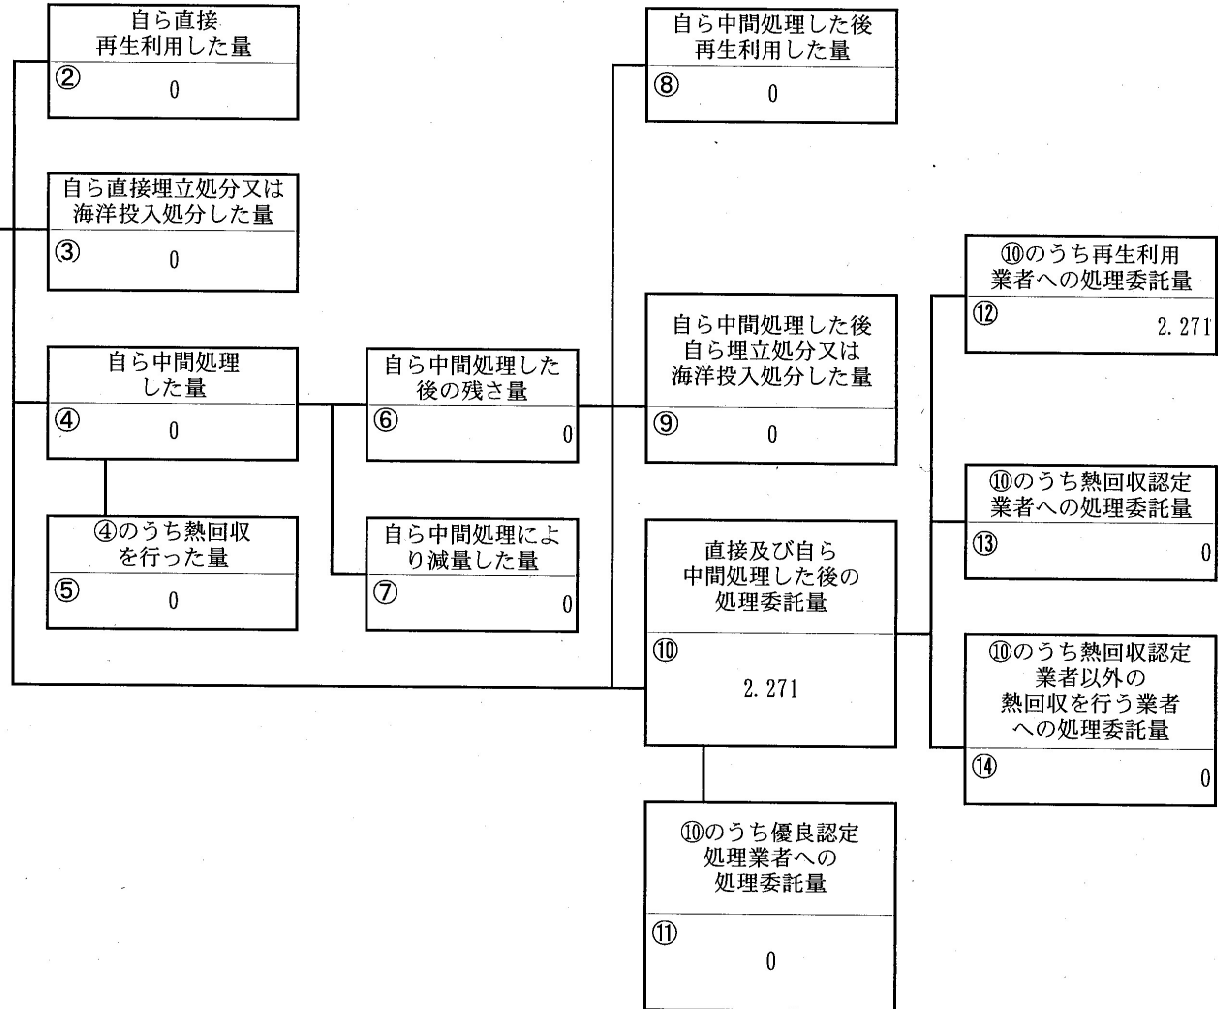 自ら直接
再生利用した量
②
0
自ら直接埋立処分又は
海洋投入処分した量
③
0
自ら中間処理
した量
④
0
④のうち熱回収
を行った量
⑤
0
自ら中間処理した
後の残さ量
⑥
0
自ら中間処理によ
り減量した量
⑦
0
自ら中間処理した後
再生利用した量
⑧
0
自ら中間処理した後
自ら埋立処分又は
海洋投入処分した量
⑨
0
直接及び自ら
中間処理した後の
処理委託量
⑩
2.271
⑩のうち優良認定
処理業者への
処理委託量
⑪
0
⑩のうち再生利用
業者への処理委託量
⑫
2.271
⑩のうち熱回収認定
業者への処理委託量
⑬
0
⑩のうち熱回収認定
業者以外の
熱回収を行う業者
への処理委託量
⑭
0